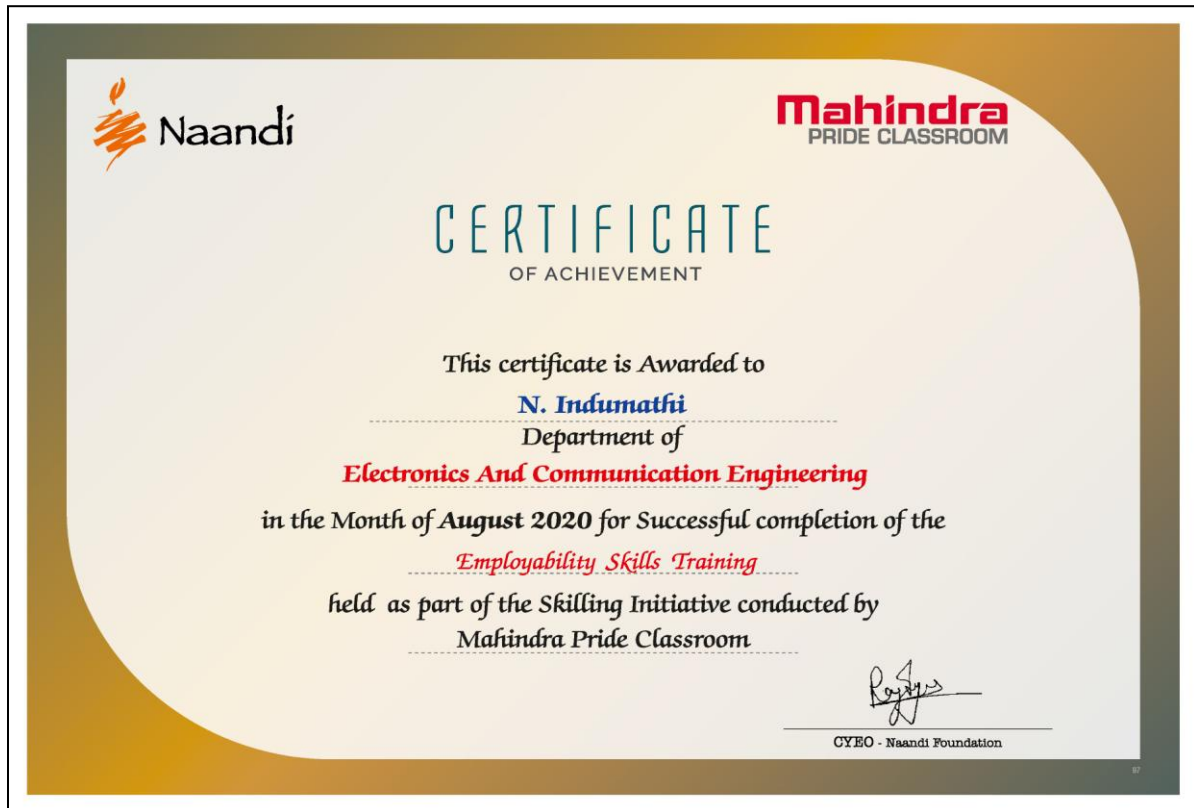 Naandi
Mahindra
PRIDE CLASSROOM
CERTIFICATE
OF ACHIEVEMENT
This certificate is Awarded to
N. Indumathi
Department of
Electronics And Communication Engineering
in the Month of August 2020 for Successful completion of the
Employability Skills Training
held as part of the Skilling Initiative conducted by
Mahindra Pride Classroom
CYEO - Naandi Foundation